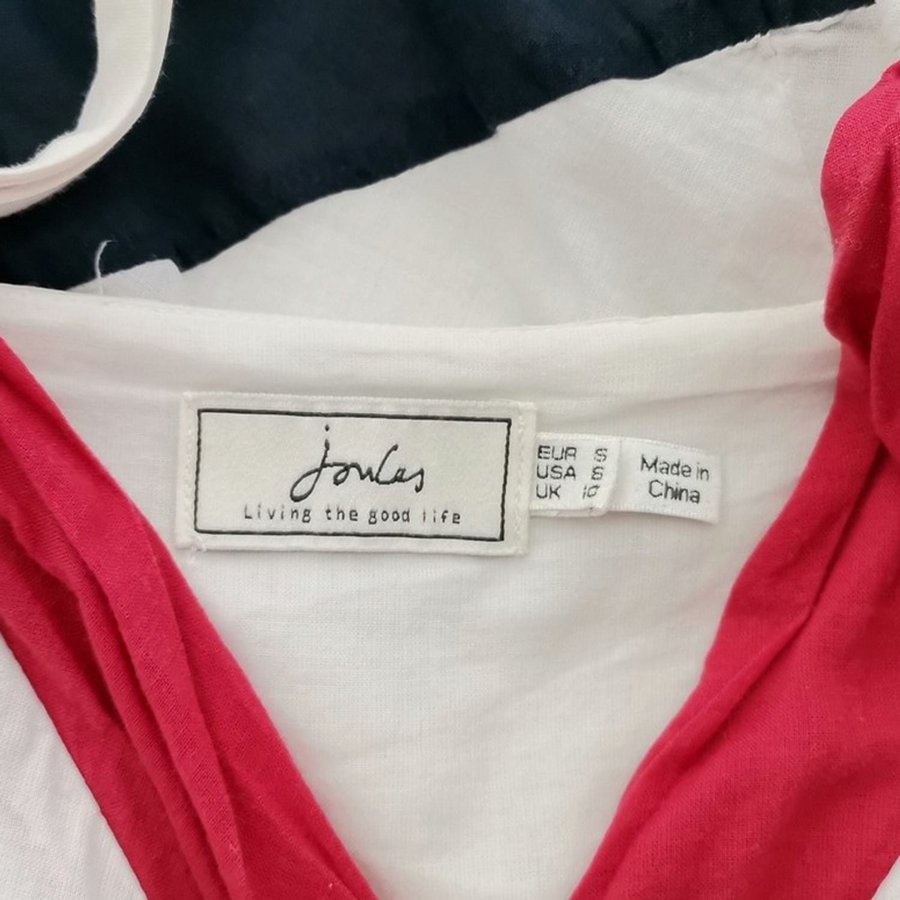 joules
Living the good life
EUR S
USA
UK 10
Made in
China